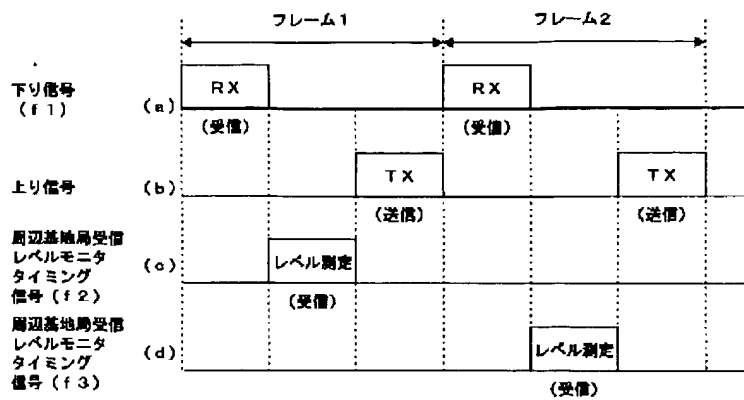 フレーム1 フレーム2
下り信号 (a) RX RX
(f1)
(受信) (受信)
上り信号 (b) TX TX
(送信) (送信)
周辺基地局受信
レベルモニタ (c) レベル測定
タイミング
信号(f2) (受信)
周辺基地局受信
レベルモニタ (d) レベル測定
タイミング
信号(f3) (受信)